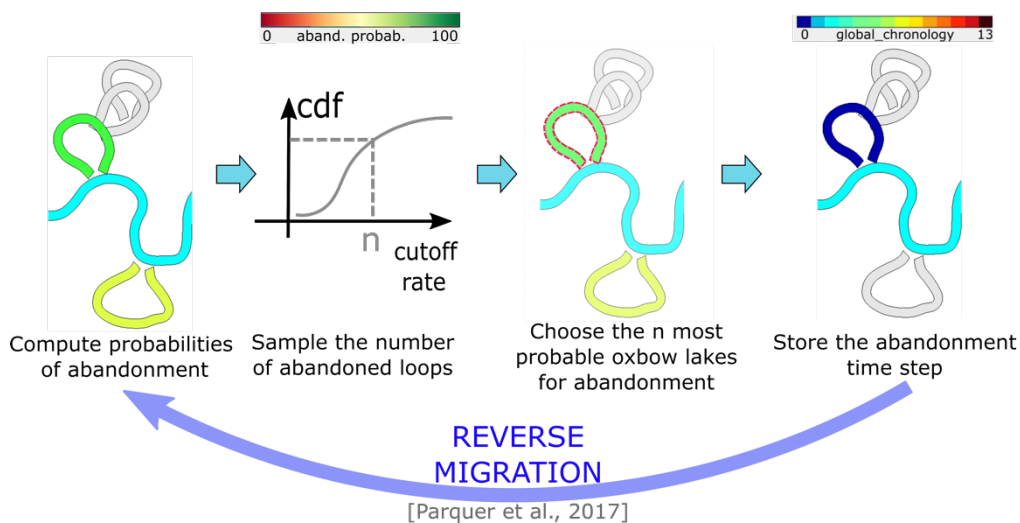 0 aband. probab. 100
0 global_chronology 13
cdf
n
cutoff
rate
Compute probabilities
of abandonment
Sample the number
of abandoned loops
Choose the n most
probable oxbow lakes
for abandonment
Store the abandonment
time step
REVERSE
MIGRATION
[Parquer et al., 2017]